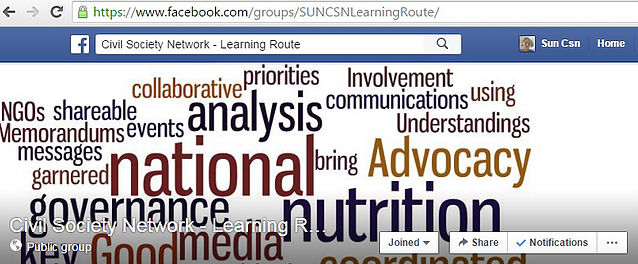 https://www.facebook.com/groups/SUNCSNLearningRoute/
f Civil Society Network - Learning Route Sun Csn Home
collaborative priorities Involvement
NGOs shareable analysis communications using
Memorandums events Understandings
messages national bring Advocacy
garnered
governance nutrition
Civil Society Network - Learning R...
Public group
key Good media coordinated
Joined Share Notifications ...